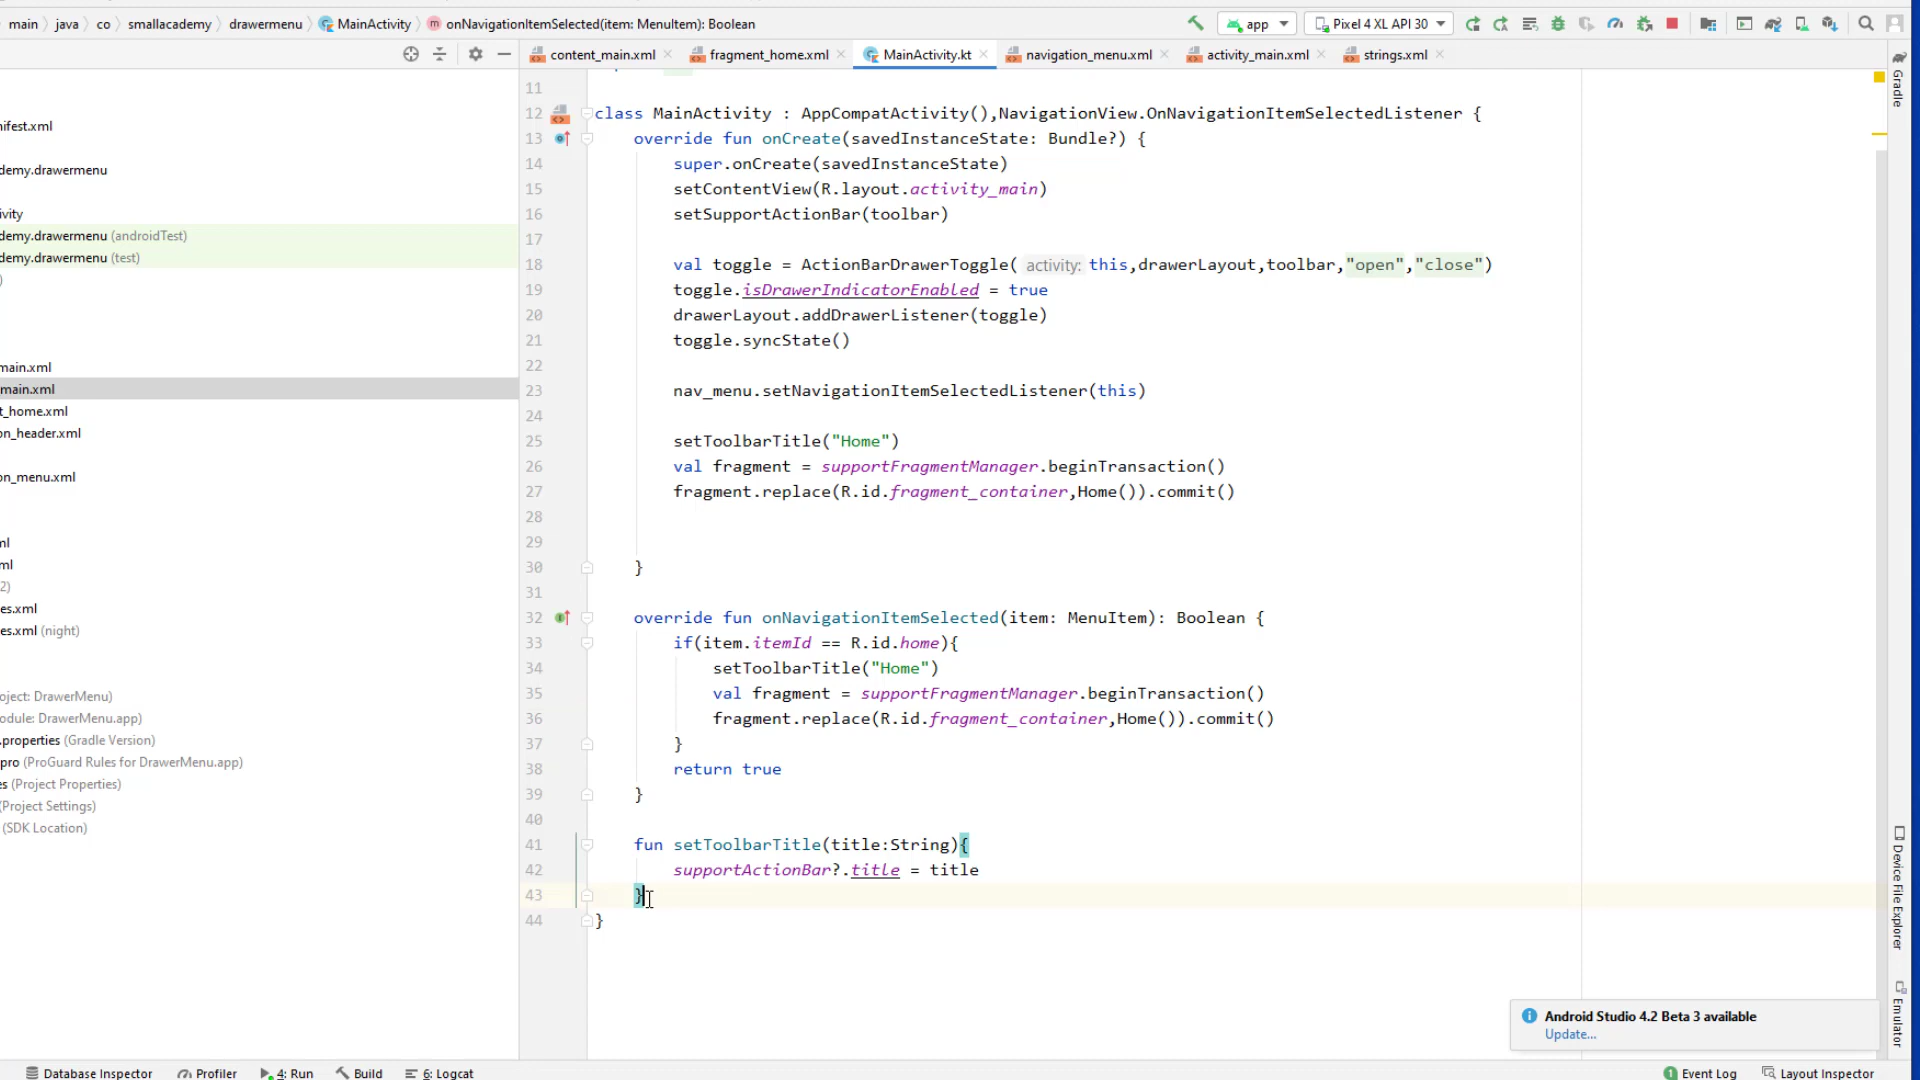 main java co smallacademy drawermenu MainActivity onNavigationItemSelected(item: MenuItem): Boolean app Pixel 4 XL API 30
content_main.xml fragment_home.xml MainActivity.kt navigation_menu.xml activity_main.xml strings.xml
Gradle
ifest.xml
demy.drawermenu
ivity
demy.drawermenu (androidTest)
demy.drawermenu (test)
)
main.xml
main.xml
t_home.xml
on_header.xml
on_menu.xml
ml
ml
2)
es.xml
es.xml (night)
oject: DrawerMenu)
odule: DrawerMenu.app)
.properties (Gradle Version)
pro (ProGuard Rules for DrawerMenu.app)
es (Project Properties)
(Project Settings)
(SDK Location)
11
12 class MainActivity : AppCompatActivity(),NavigationView.OnNavigationItemSelectedListener {
13 override fun onCreate(savedInstanceState: Bundle?) {
14 super.onCreate(savedInstanceState)
15 setContentView(R.layout.activity_main)
16 setSupportActionBar(toolbar)
17
18 val toggle = ActionBarDrawerToggle( activity: this,drawerLayout,toolbar,"open","close")
19 toggle.isDrawerIndicatorEnabled = true
20 drawerLayout.addDrawerListener(toggle)
21 toggle.syncState()
22
23 nav_menu.setNavigationItemSelectedListener(this)
24
25 setToolbarTitle("Home")
26 val fragment = supportFragmentManager.beginTransaction()
27 fragment.replace(R.id.fragment_container,Home()).commit()
28
29
30 }
31
32 override fun onNavigationItemSelected(item: MenuItem): Boolean {
33 if(item.itemId == R.id.home){
34 setToolbarTitle("Home")
35 val fragment = supportFragmentManager.beginTransaction()
36 fragment.replace(R.id.fragment_container,Home()).commit()
37 }
38 return true
39 }
40
41 fun setToolbarTitle(title:String){
42 supportActionBar?.title = title
43 }
44 }
Device File Explorer
Emulator
Android Studio 4.2 Beta 3 available
Update...
Database Inspector Profiler 4: Run Build 6: Logcat 1 Event Log Layout Inspector